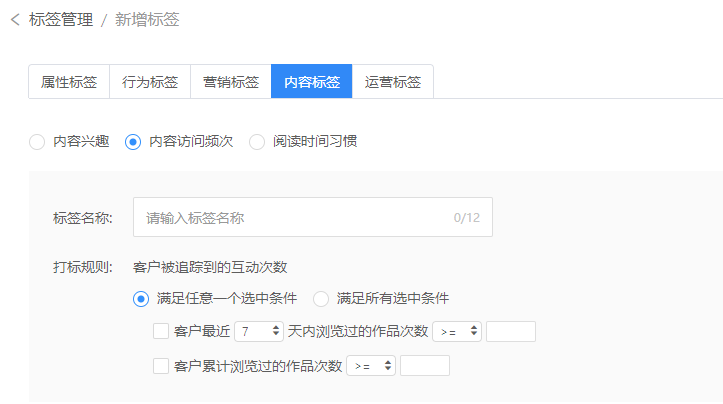 标签管理 / 新增标签
属性标签 行为标签 营销标签 内容标签 运营标签
内容兴趣 内容访问频次 阅读时间习惯
标签名称: 请输入标签名称 0/12
打标规则: 客户被追踪到的互动次数
满足任意一个选中条件 满足所有选中条件
客户最近 7 天内浏览过的作品次数 >=
客户累计浏览过的作品次数 >=